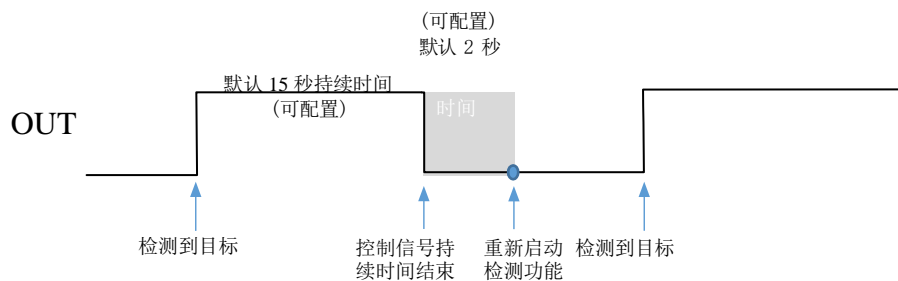 (可配置)
默认 2 秒
默认 15 秒持续时间
(可配置)
时间
OUT
检测到目标
控制信号持
续时间结束
重新启动
检测功能
检测到目标